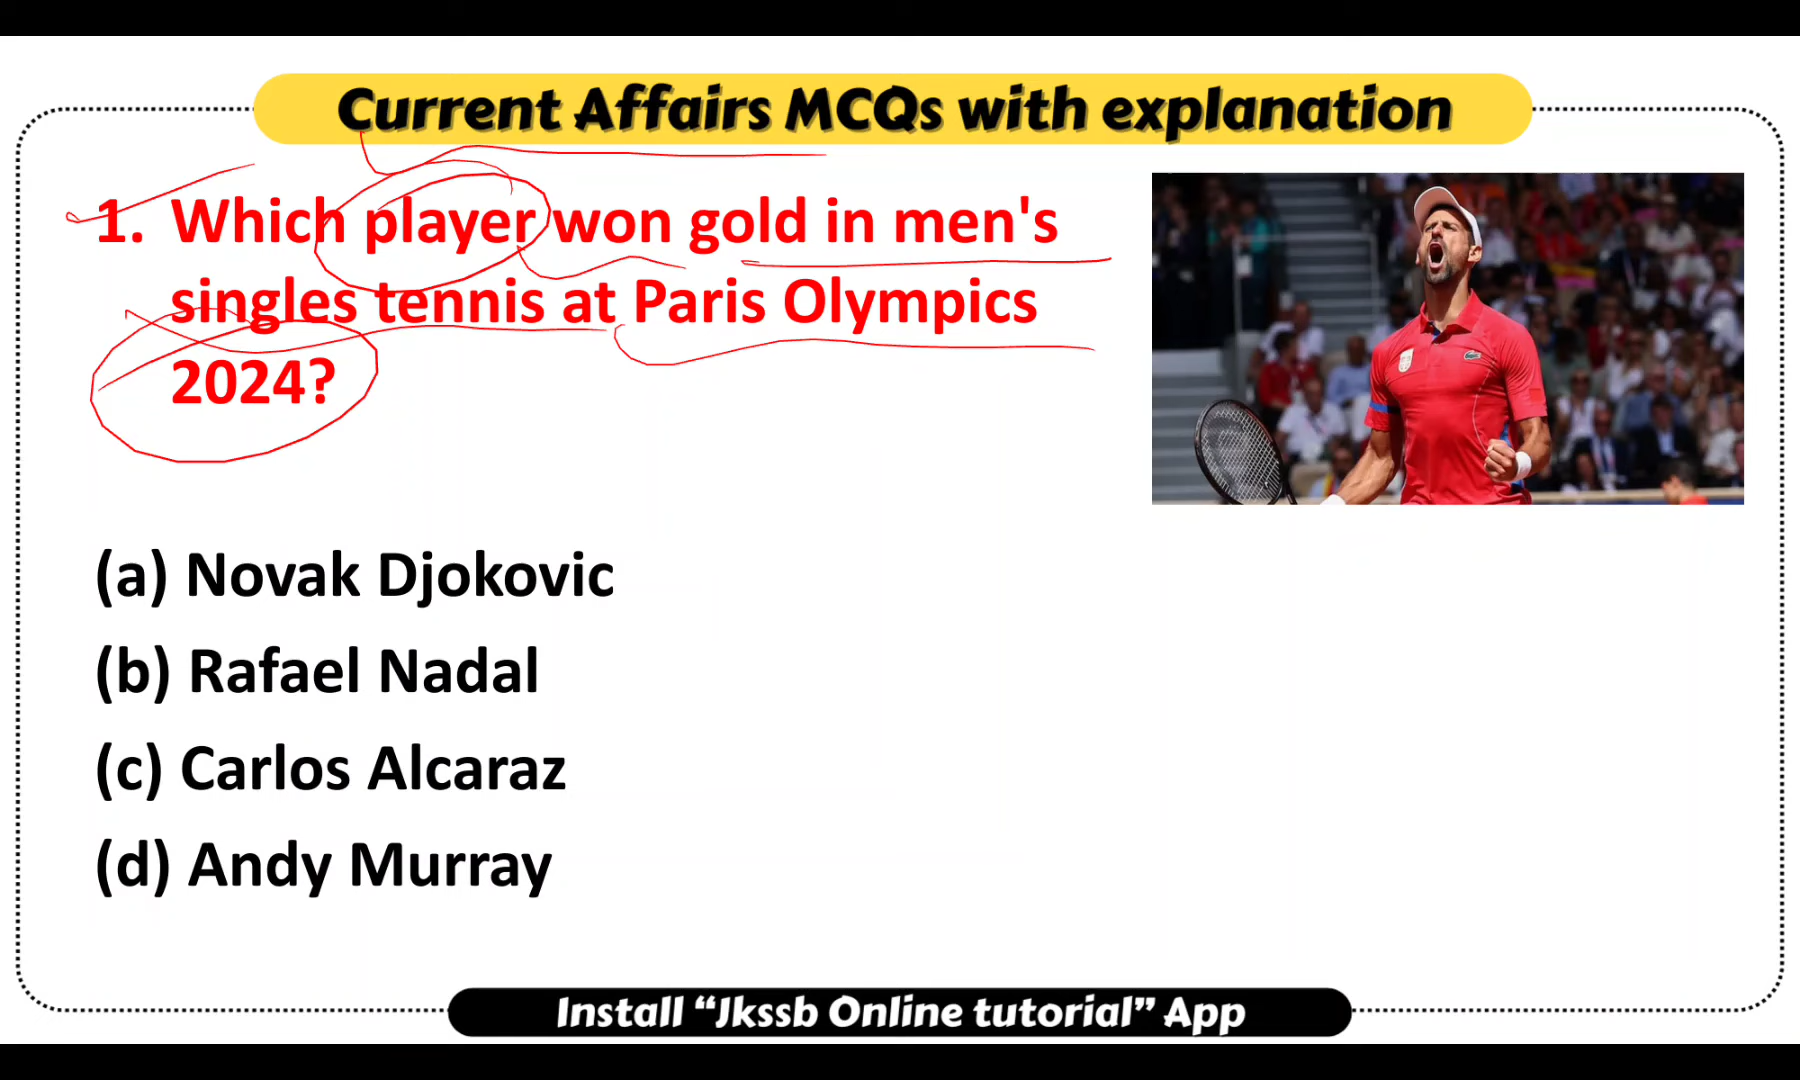 Current Affairs MCQs with explanation
1. Which player won gold in men's
singles tennis at Paris Olympics
2024?
(a) Novak Djokovic
(b) Rafael Nadal
(c) Carlos Alcaraz
(d) Andy Murray
Install “Jkssb Online tutorial” App